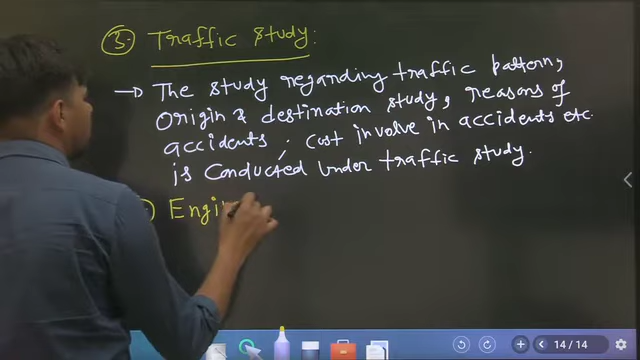 ③ Traffic study:
→ The study regarding traffic pattern,
origin & destination study, reasons of
accidents, cost involve in accidents etc.
is conducted under traffic study.
) Engi
14 / 14